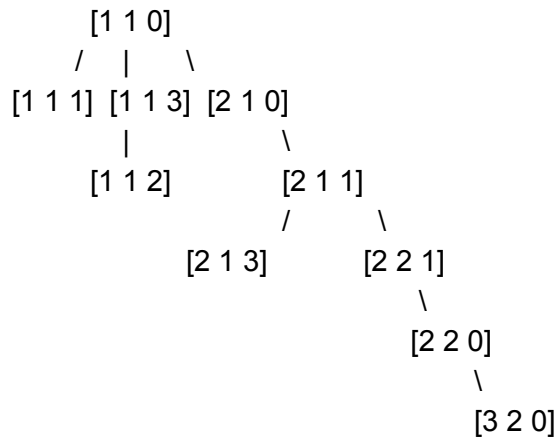 [1 1 0]
/ | \
[1 1 1] [1 1 3] [2 1 0]
| \
[1 1 2] [2 1 1]
/ \
[2 1 3] [2 2 1]
\
[2 2 0]
\
[3 2 0]